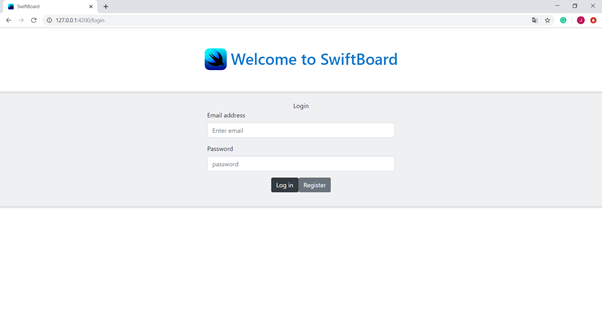 SwiftBoard
127.0.0.1:4200/login
J
Welcome to SwiftBoard
Login
Email address
Enter email
Password
password
Log in Register